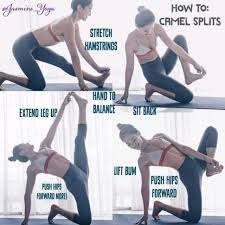 @Jasmine_Yoga
HOW TO:
CAMEL SPLITS
STRETCH
HAMSTRINGS
HAND TO
BALANCE
SIT BACK
EXTEND LEG UP
LIFT BUM
PUSH HIPS
FORWARD MORE!
PUSH HIPS
FORWARD